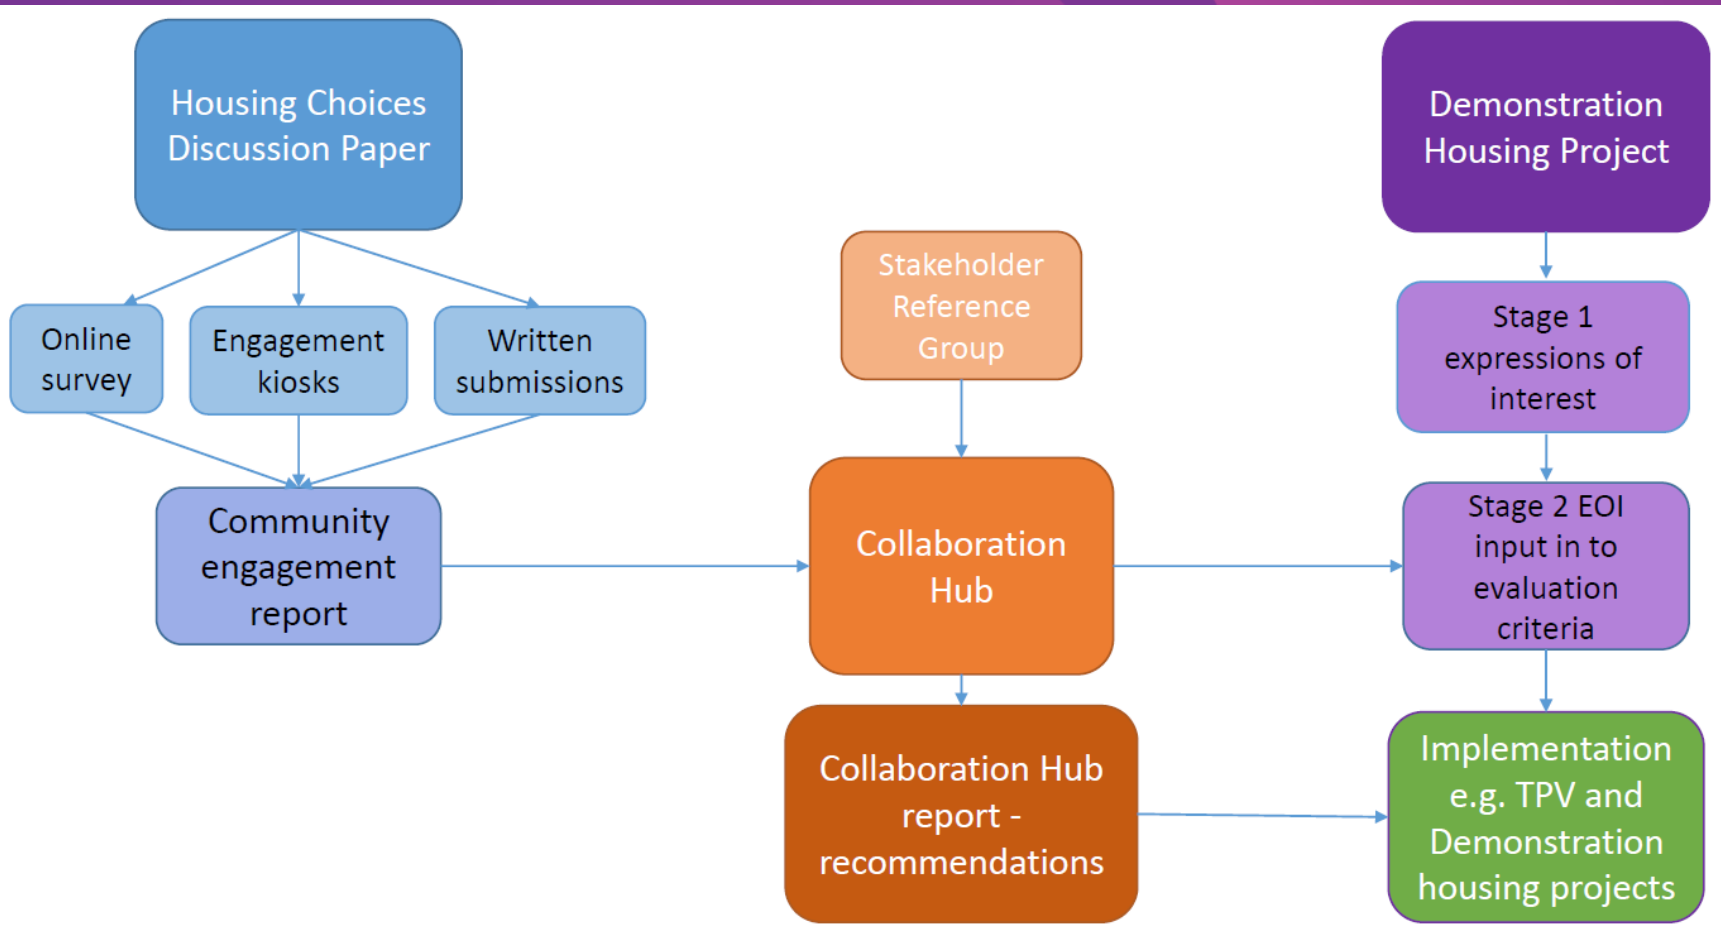 Housing Choices
Discussion Paper
Online
survey
Engagement
kiosks
Written
submissions
Community
engagement
report
Stakeholder
Reference
Group
Collaboration
Hub
Collaboration Hub
report -
recommendations
Demonstration
Housing Project
Stage 1
expressions of
interest
Stage 2 EOI
input in to
evaluation
criteria
Implementation
e.g. TPV and
Demonstration
housing projects